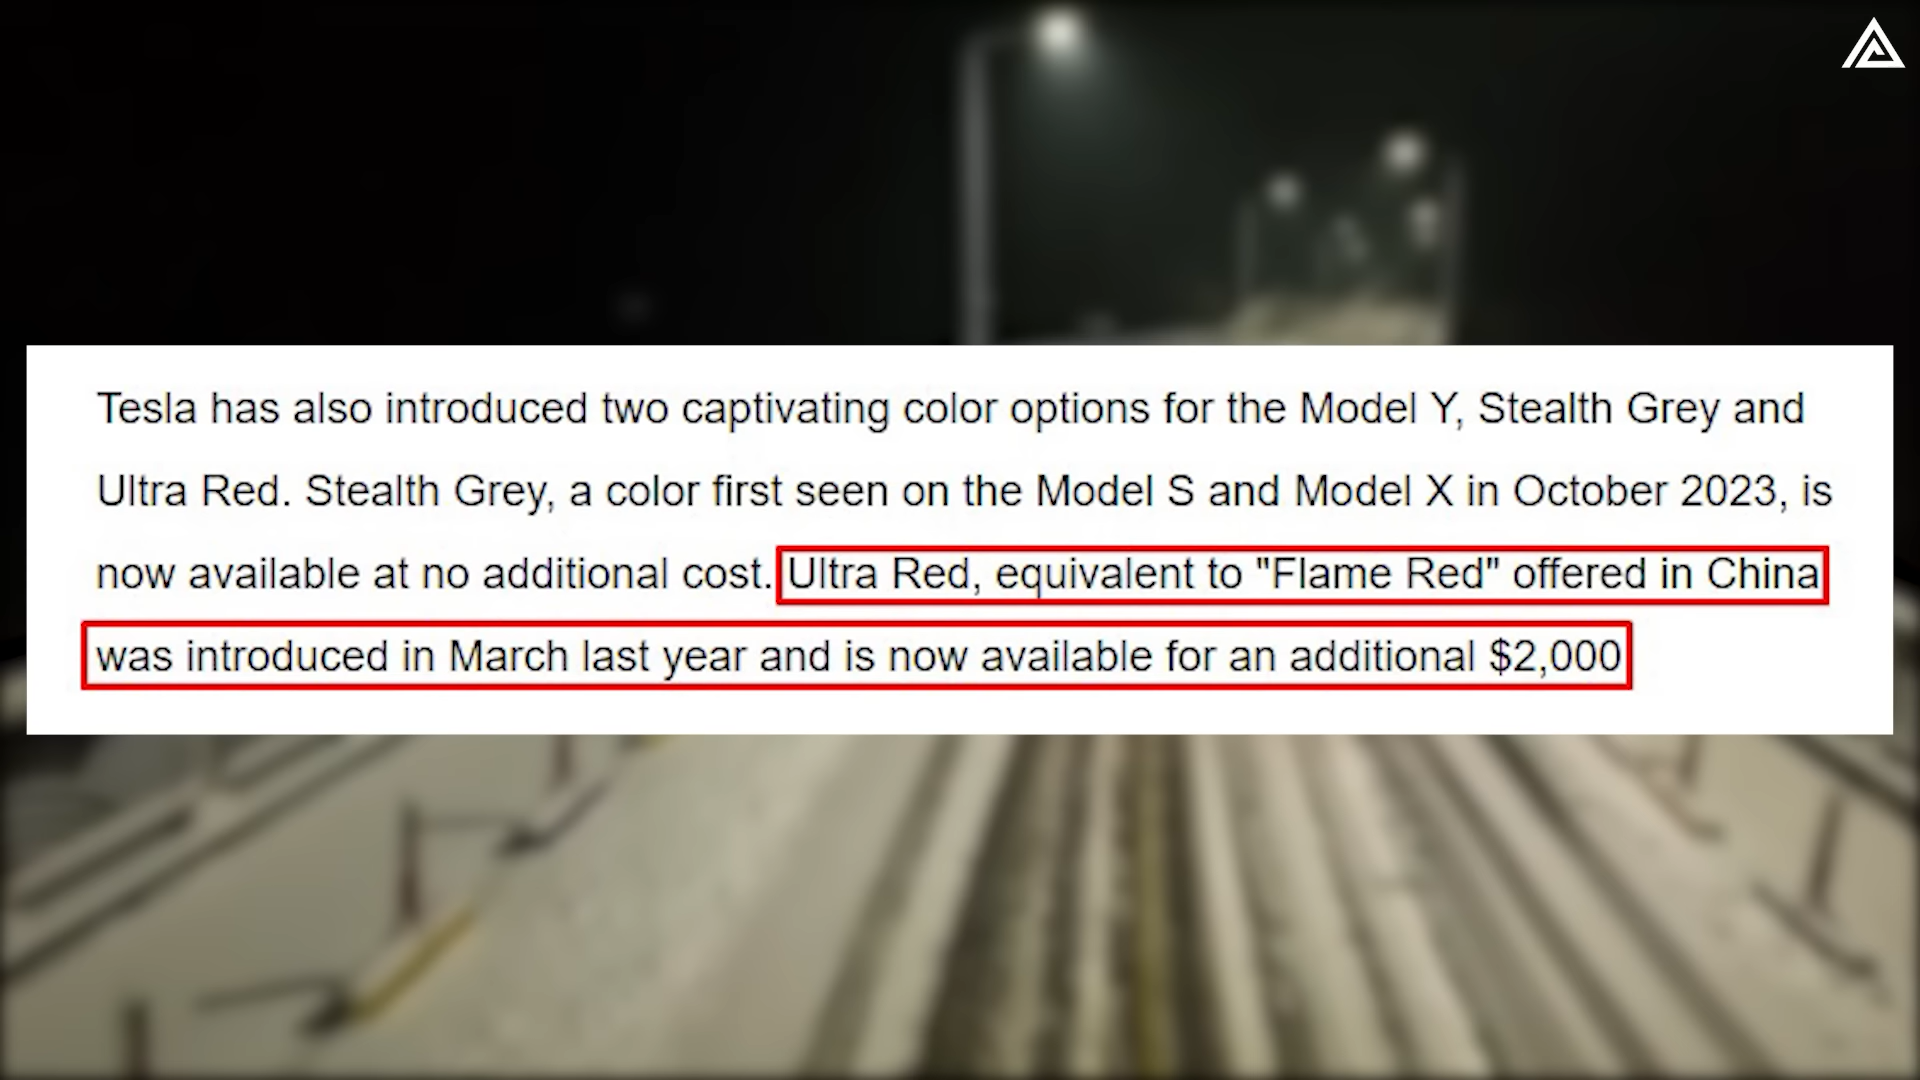 Tesla has also introduced two captivating color options for the Model Y, Stealth Grey and
Ultra Red. Stealth Grey, a color first seen on the Model S and Model X in October 2023, is
now available at no additional cost. Ultra Red, equivalent to "Flame Red" offered in China
was introduced in March last year and is now available for an additional $2,000